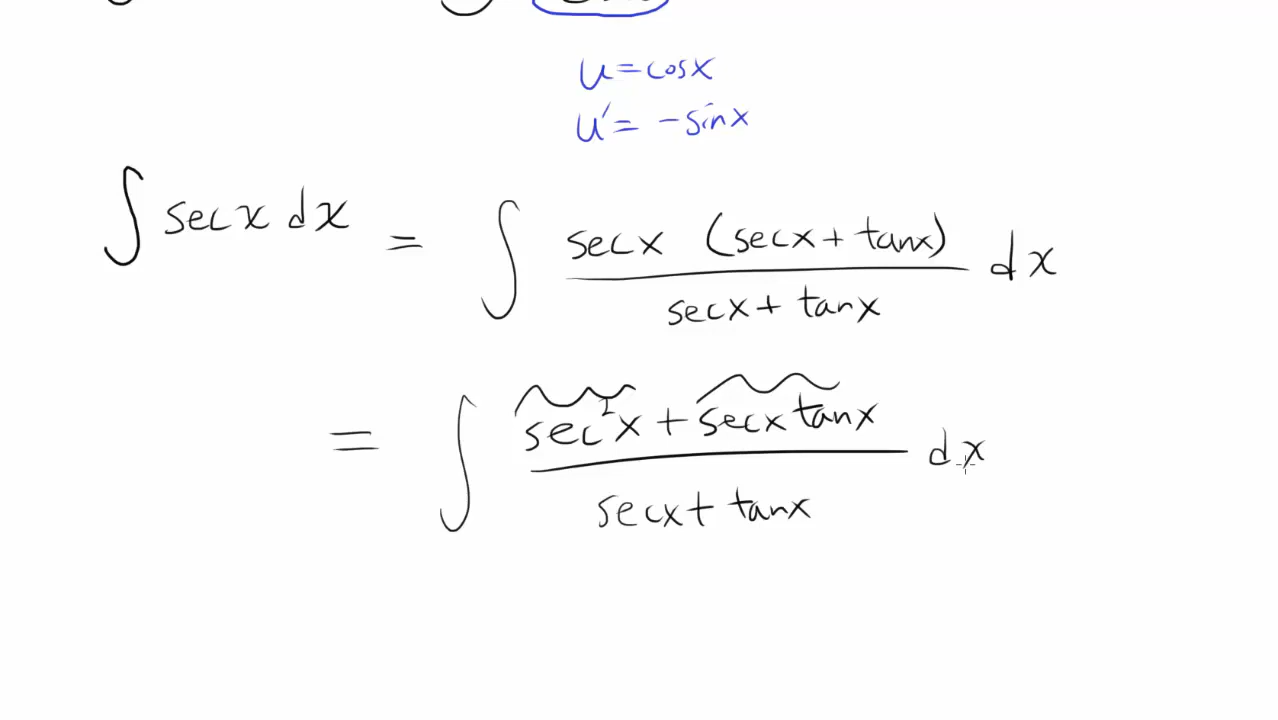 u = cosx
u' = -sinx
∫ secx dx = ∫ secx (secx + tanx) / secx + tanx dx
= ∫ sec²x + secx tanx / secx + tanx dx